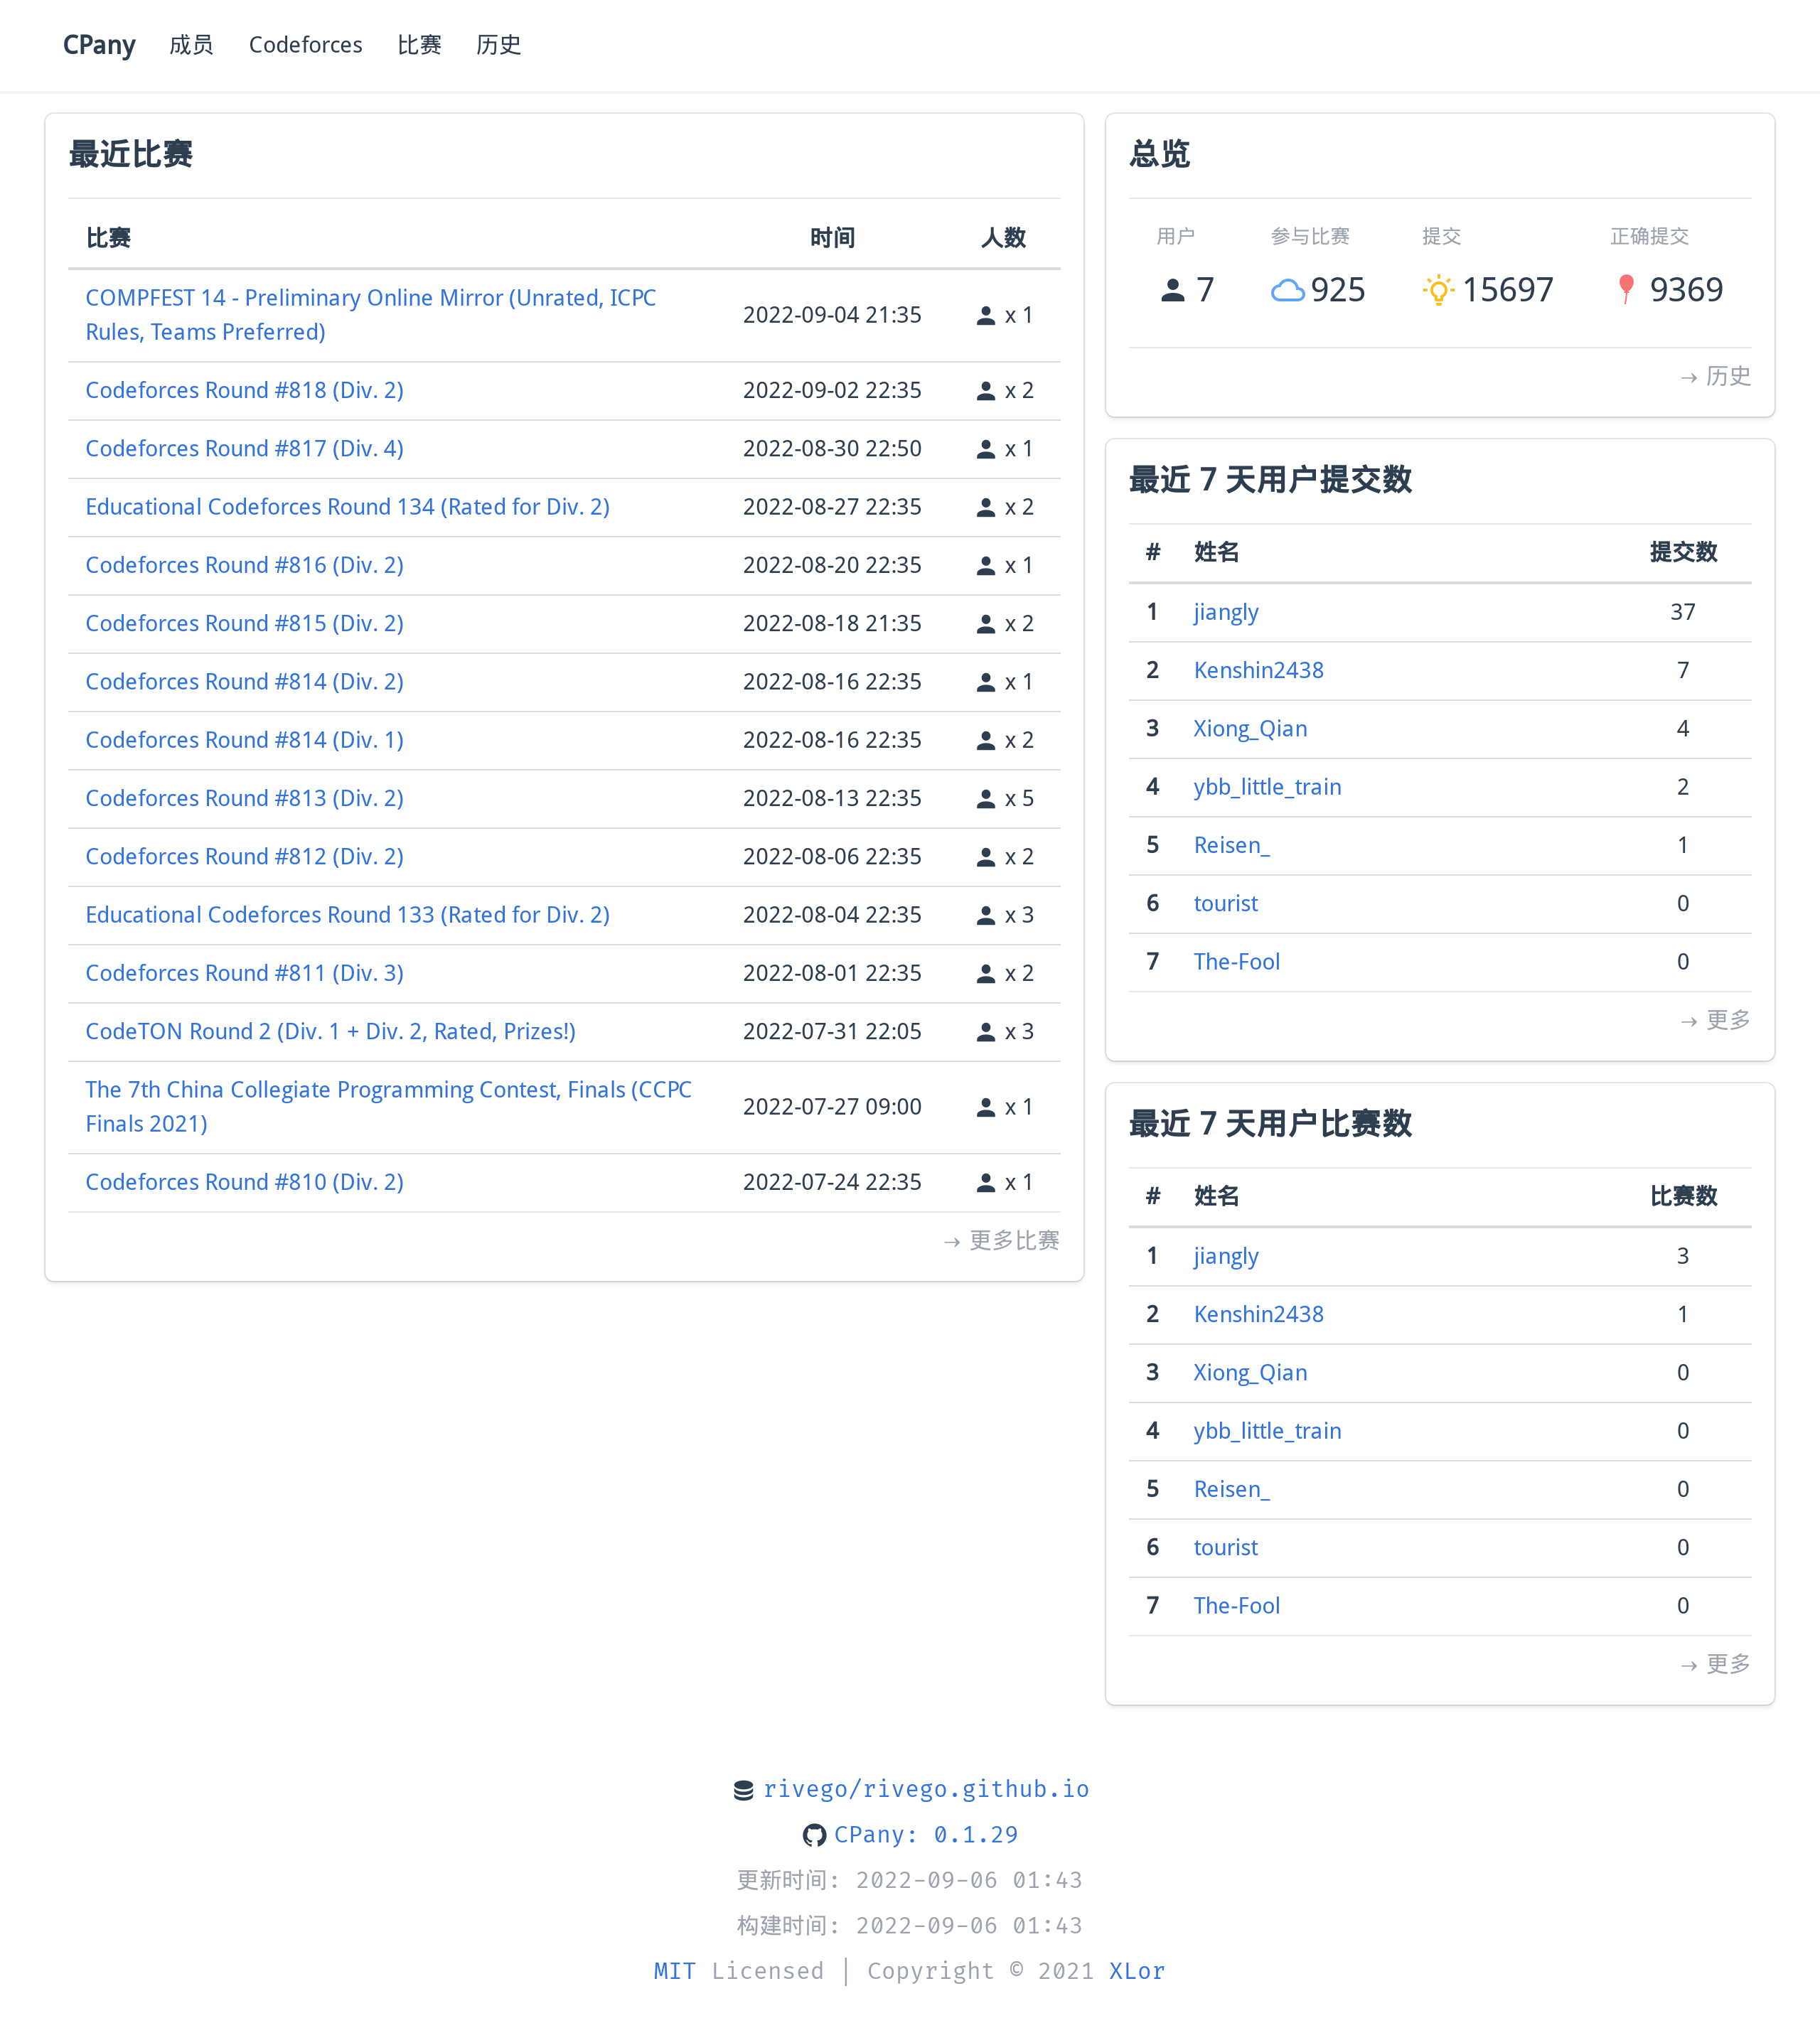 CPany 成员 Codeforces 比赛 历史
最近比赛
比赛 时间 人数
COMPFEST 14 - Preliminary Online Mirror (Unrated, ICPC
Rules, Teams Preferred) 2022-09-04 21:35 x 1
Codeforces Round #818 (Div. 2) 2022-09-02 22:35 x 2
Codeforces Round #817 (Div. 4) 2022-08-30 22:50 x 1
Educational Codeforces Round 134 (Rated for Div. 2) 2022-08-27 22:35 x 2
Codeforces Round #816 (Div. 2) 2022-08-20 22:35 x 1
Codeforces Round #815 (Div. 2) 2022-08-18 21:35 x 2
Codeforces Round #814 (Div. 2) 2022-08-16 22:35 x 1
Codeforces Round #814 (Div. 1) 2022-08-16 22:35 x 2
Codeforces Round #813 (Div. 2) 2022-08-13 22:35 x 5
Codeforces Round #812 (Div. 2) 2022-08-06 22:35 x 2
Educational Codeforces Round 133 (Rated for Div. 2) 2022-08-04 22:35 x 3
Codeforces Round #811 (Div. 3) 2022-08-01 22:35 x 2
CodeTON Round 2 (Div. 1 + Div. 2, Rated, Prizes!) 2022-07-31 22:05 x 3
The 7th China Collegiate Programming Contest, Finals (CCPC
Finals 2021) 2022-07-27 09:00 x 1
Codeforces Round #810 (Div. 2) 2022-07-24 22:35 x 1
→ 更多比赛
总览
用户 参与比赛 提交 正确提交
7 925 15697 9369
→ 历史
最近 7 天用户提交数
# 姓名 提交数
1 jiangly 37
2 Kenshin2438 7
3 Xiong_Qian 4
4 ybb_little_train 2
5 Reisen_ 1
6 tourist 0
7 The-Fool 0
→ 更多
最近 7 天用户比赛数
# 姓名 比赛数
1 jiangly 3
2 Kenshin2438 1
3 Xiong_Qian 0
4 ybb_little_train 0
5 Reisen_ 0
6 tourist 0
7 The-Fool 0
→ 更多
rivego/rivego.github.io
CPany: 0.1.29
更新时间: 2022-09-06 01:43
构建时间: 2022-09-06 01:43
MIT Licensed | Copyright © 2021 XLor